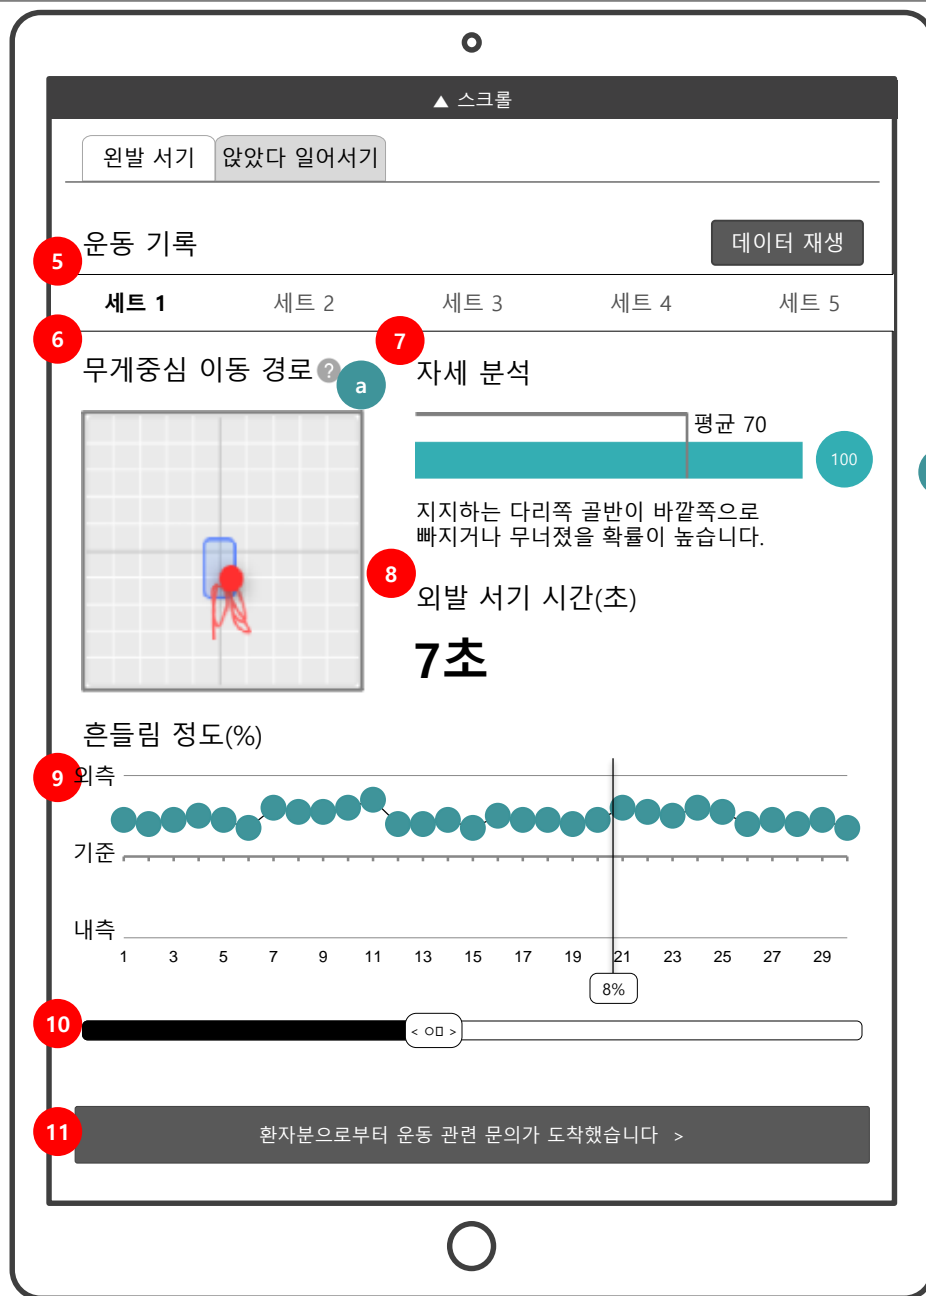 ▲ 스크롤
왼발 서기
앉았다 일어서기
5
운동 기록
데이터 재생
세트 1
세트 2
세트 3
세트 4
세트 5
6
무게중심 이동 경로
?
a
7
자세 분석
평균 70
100
지지하는 다리쪽 골반이 바깥쪽으로
빠지거나 무너졌을 확률이 높습니다.
8
외발 서기 시간(초)
7초
흔들림 정도(%)
9
외측
기준
내측
1 3 5 7 9 11 13 15 17 19 21 23 25 27 29
8%
10
< ㅇㅁ >
11
환자분으로부터 운동 관련 문의가 도착했습니다 >